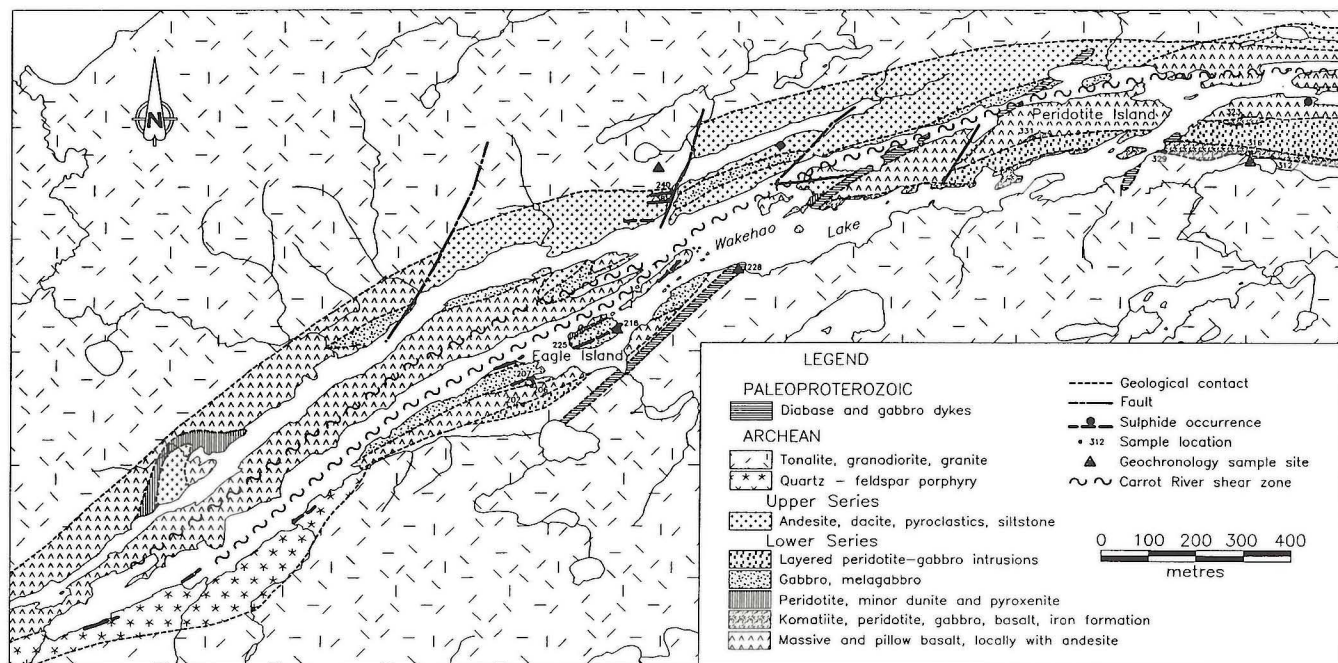 N
Peridotite Island
323
329
312
240
Wakehao Lake
228
218
225
Eagle Island
207
LEGEND
PALEOPROTEROZOIC
Diabase and gabbro dykes
ARCHEAN
Tonalite, granodiorite, granite
Quartz – feldspar porphyry
Upper Series
Andesite, dacite, pyroclastics, siltstone
Lower Series
Layered peridotite–gabbro intrusions
Gabbro, melagabbro
Peridotite, minor dunite and pyroxenite
Komatiite, peridotite, gabbro, basalt, iron formation
Massive and pillow basalt, locally with andesite
Geological contact
Fault
Sulphide occurrence
312 Sample location
Geochronology sample site
Carrot River shear zone
0 100 200 300 400
metres